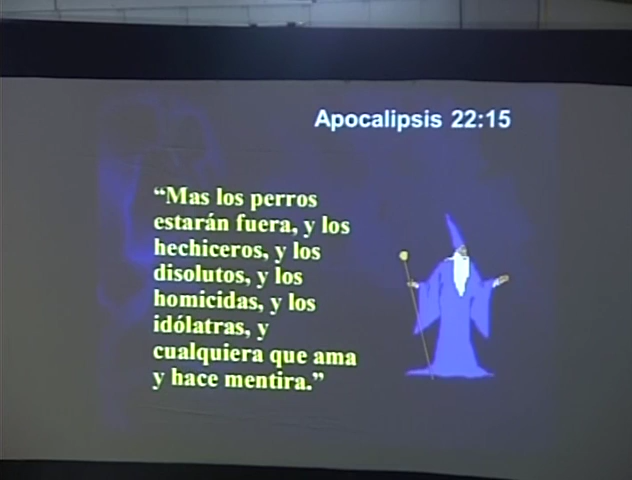 Apocalipsis 22:15
“Mas los perros
estarán fuera, y los
hechiceros, y los
disolutos, y los
homicidas, y los
idólatras, y
cualquiera que ama
y hace mentira.”